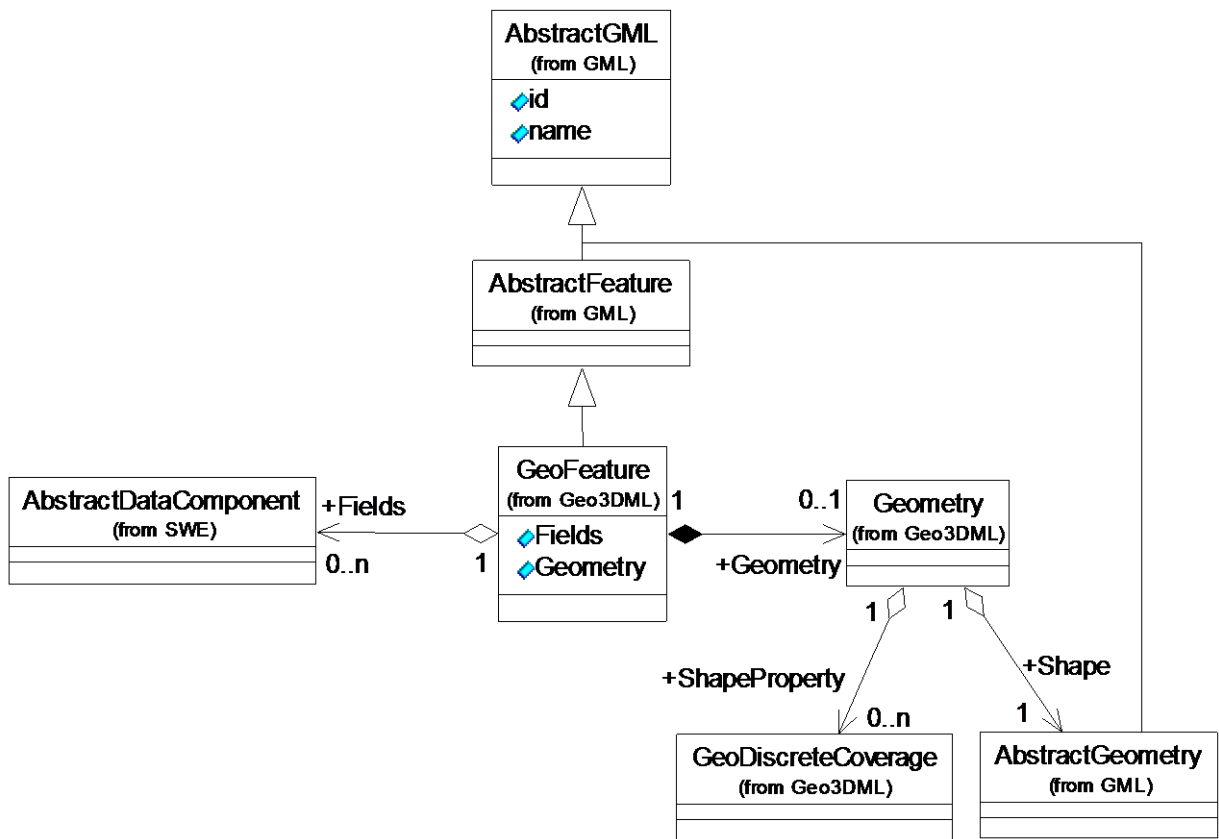 AbstractGML
(from GML)
id
name
AbstractFeature
(from GML)
GeoFeature
(from Geo3DML)
Fields
Geometry
AbstractDataComponent
(from SWE)
+Fields
0..n
1
1
0..1
+Geometry
Geometry
(from Geo3DML)
1
1
+ShapeProperty
+Shape
0..n
1
GeoDiscreteCoverage
(from Geo3DML)
AbstractGeometry
(from GML)